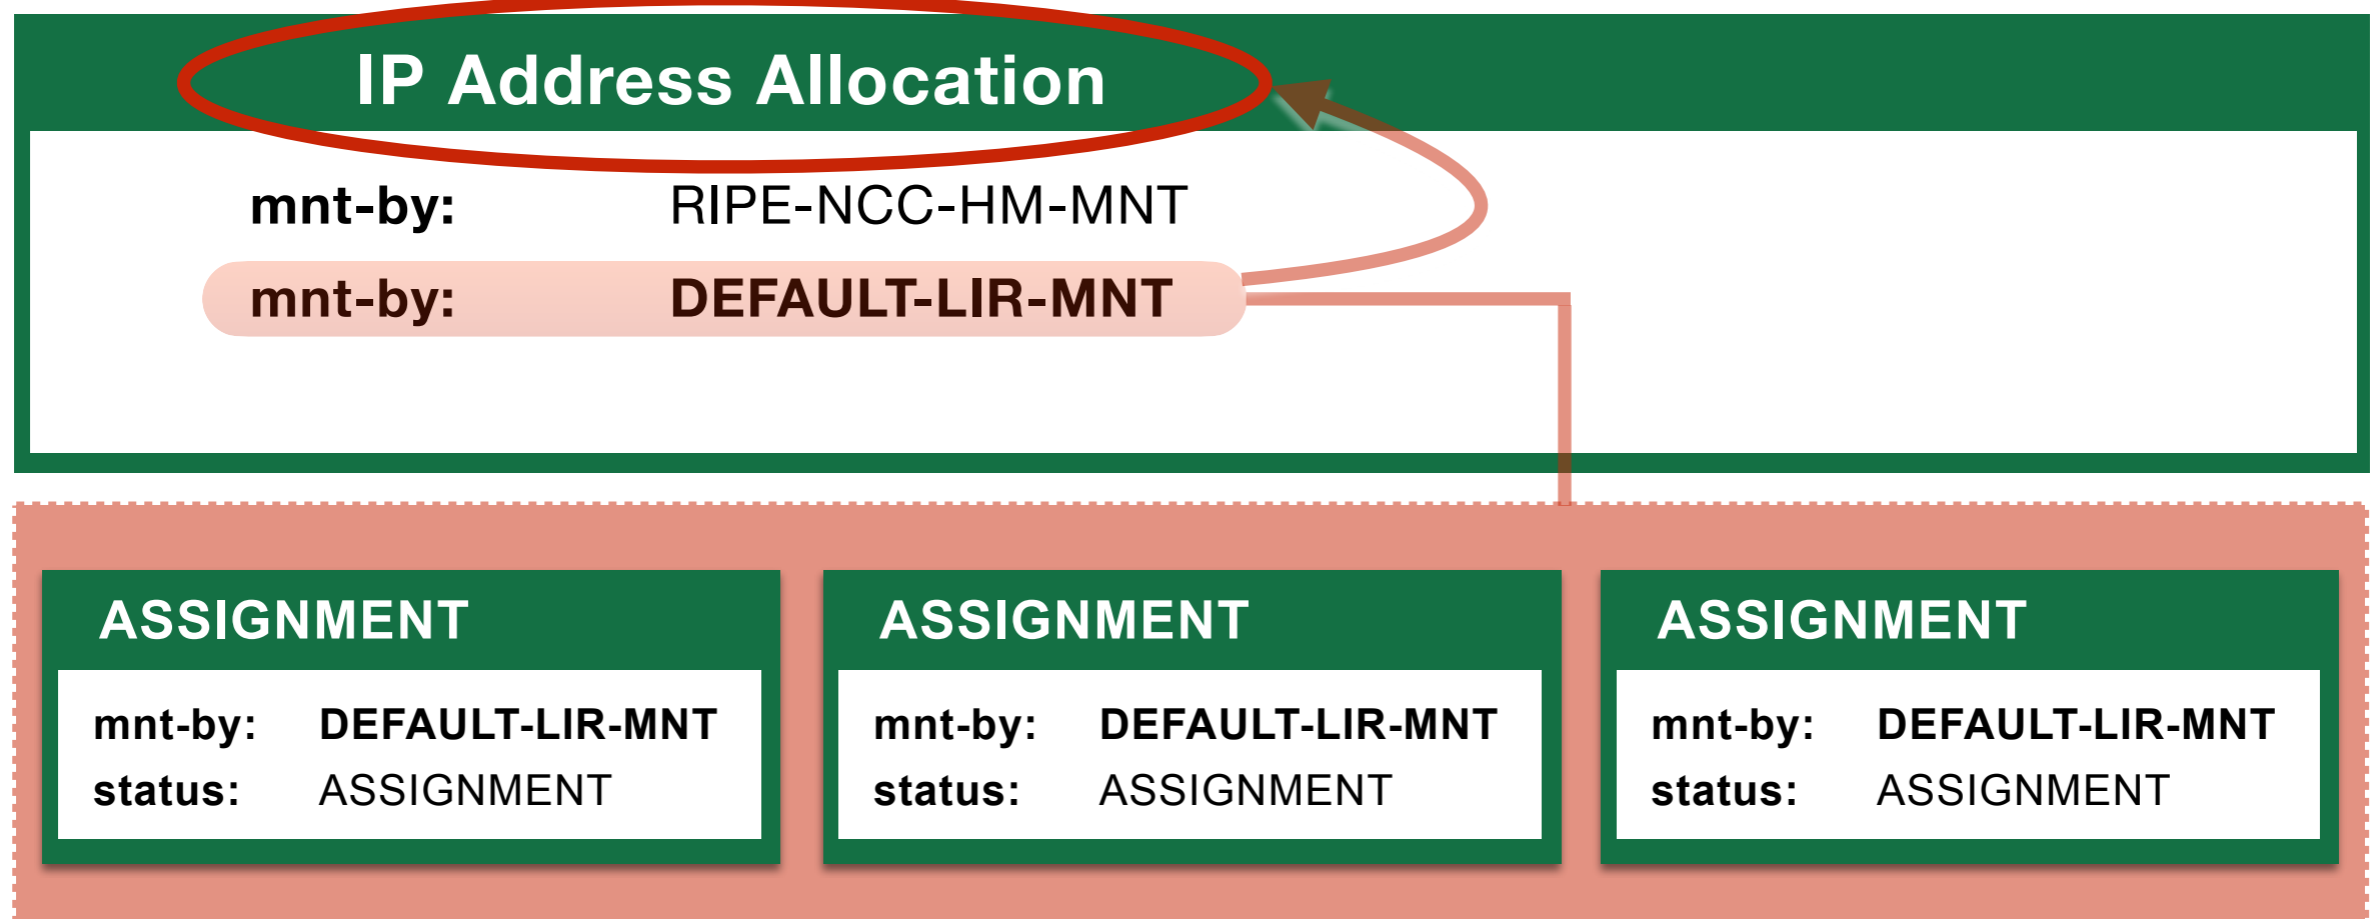 IP Address Allocation
mnt-by: RIPE-NCC-HM-MNT
mnt-by: DEFAULT-LIR-MNT
ASSIGNMENT
mnt-by: DEFAULT-LIR-MNT
status: ASSIGNMENT
ASSIGNMENT
mnt-by: DEFAULT-LIR-MNT
status: ASSIGNMENT
ASSIGNMENT
mnt-by: DEFAULT-LIR-MNT
status: ASSIGNMENT